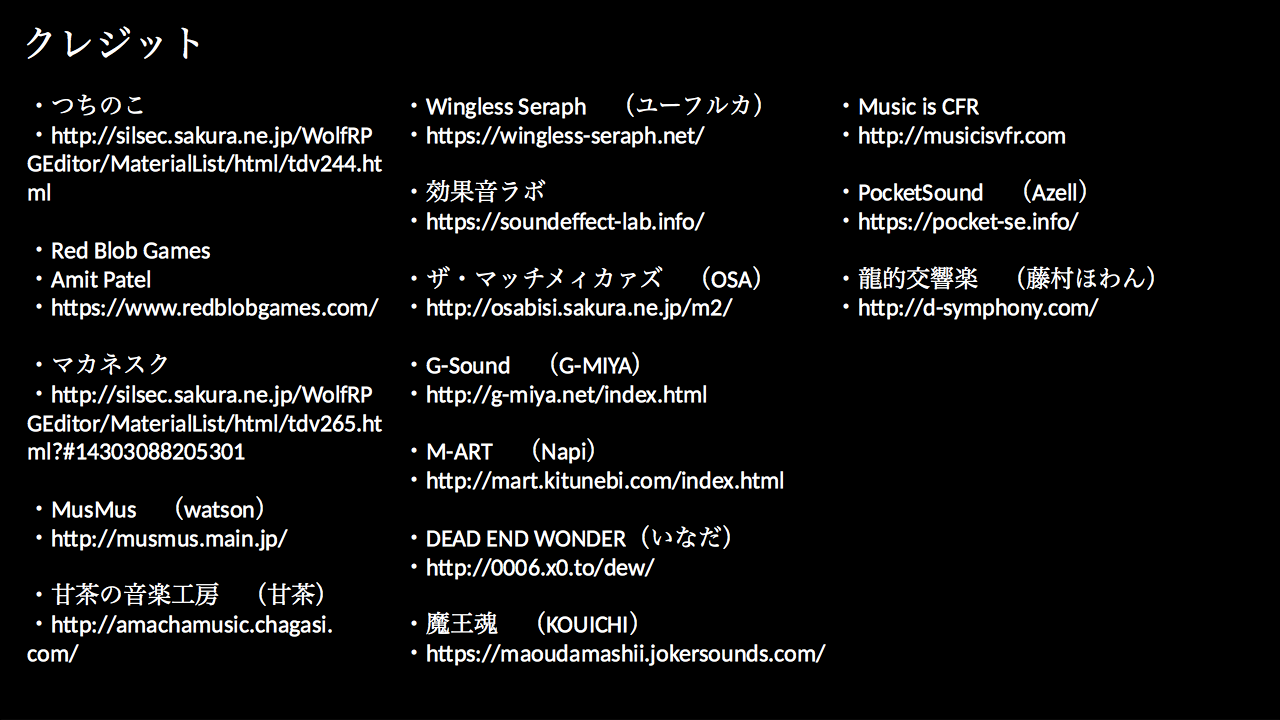 クレジット
・つちのこ
・http://silsec.sakura.ne.jp/WolfRP
GEditor/MaterialList/html/tdv244.ht
ml
・Red Blob Games
・Amit Patel
・https://www.redblobgames.com/
・マカネスク
・http://silsec.sakura.ne.jp/WolfRP
GEditor/MaterialList/html/tdv265.ht
ml?#14303088205301
・MusMus　（watson）
・http://musmus.main.jp/
・甘茶の音楽工房　（甘茶）
・http://amachamusic.chagasi.
com/
・Wingless Seraph　（ユーフルカ）
・https://wingless-seraph.net/
・効果音ラボ
・https://soundeffect-lab.info/
・ザ・マッチメィカァズ　（OSA）
・http://osabisi.sakura.ne.jp/m2/
・G-Sound　（G-MIYA）
・http://g-miya.net/index.html
・M-ART　（Napi）
・http://mart.kitunebi.com/index.html
・DEAD END WONDER（いなだ）
・http://0006.x0.to/dew/
・魔王魂　（KOUICHI）
・https://maoudamashii.jokersounds.com/
・Music is CFR
・http://musicisvfr.com
・PocketSound　（Azell）
・https://pocket-se.info/
・龍的交響楽　（藤村ほわん）
・http://d-symphony.com/